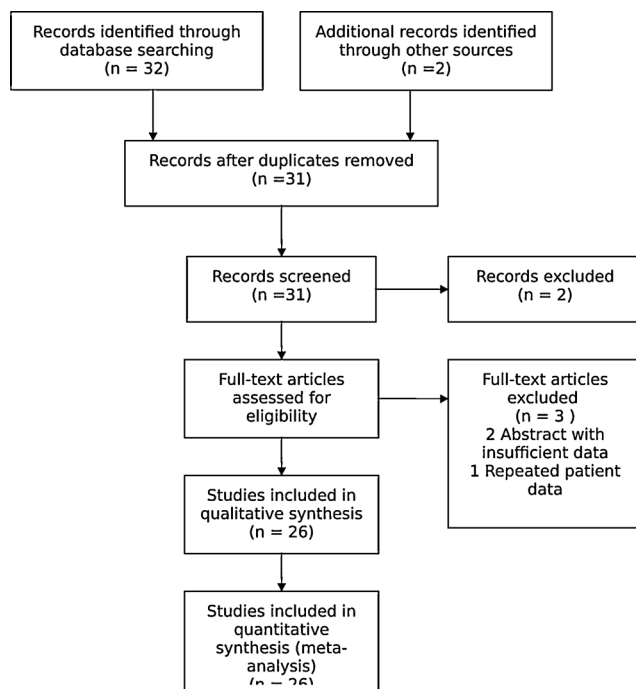 Records identified through
database searching
(n = 32)
Additional records identified
through other sources
(n =2)
Records after duplicates removed
(n =31)
Records screened
(n =31)
Records excluded
(n = 2)
Full-text articles
assessed for
eligibility
Full-text articles
excluded
(n = 3 )
2 Abstract with
insufficient data
1 Repeated patient
data
Studies included in
qualitative synthesis
(n = 26)
Studies included in
quantitative
synthesis (meta-
analysis)
n = 26